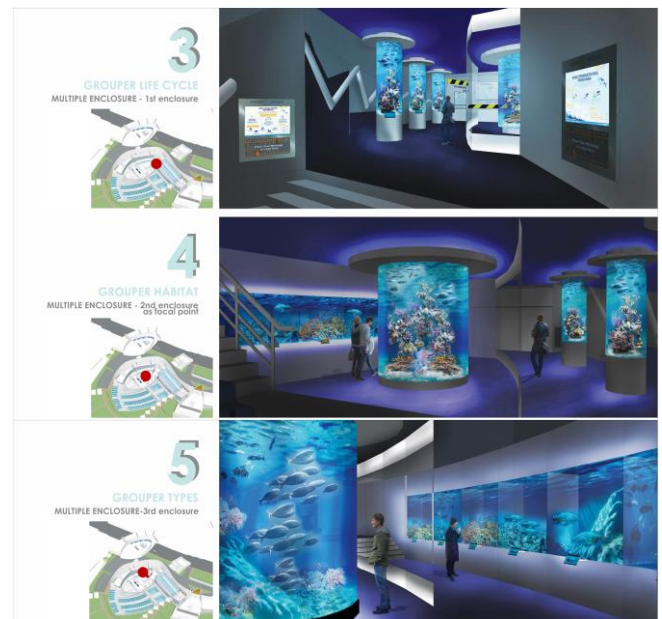 3
GROUPER LIFE CYCLE
MULTIPLE ENCLOSURE - 1st enclosure
4
GROUPER HABITAT
MULTIPLE ENCLOSURE - 2nd enclosure
as focal point
5
GROUPER TYPES
MULTIPLE ENCLOSURE-3rd enclosure